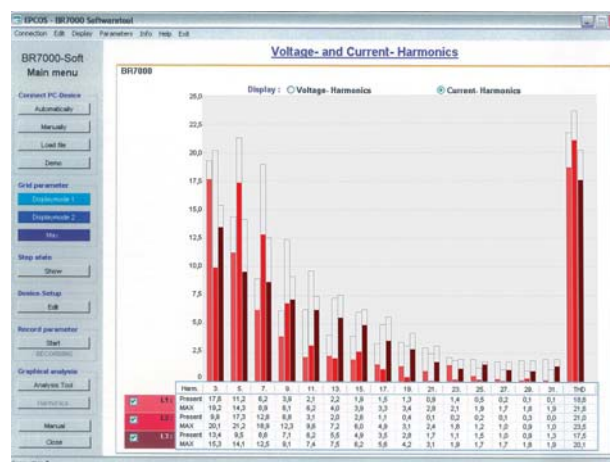 EPCOS - BR7000 Softwaretool
Connection Edit Display Parameters Info Help Exit
BR7000-Soft
Main menu
Connect PC-Device
Automatically
Manually
Load file
Demo
Grid parameter
Displaymode 1
Displaymode 2
Max.
Step state
Show
Device-Setup
Edit
Record parameter
Start
RECORDING
Graphical analysis
Analysis Tool
Harmonics
Manual
Close
Voltage- and Current- Harmonics
BR7000
Display : Voltage- Harmonics Current- Harmonics
25,0
22,5
20,0
17,5
15,0
12,5
10,0
7,5
5,0
2,5
0
Harm. 3. 5. 7. 9. 11. 13. 15. 17. 19. 21. 23. 25. 27. 29. 31. THD
L1: Present 17,6 11,2 6,2 3,9 2,1 2,2 1,5 1,3 0,9 1,4 0,5 0,2 0,1 0,1 18,6
MAX 19,2 14,3 8,1 6,2 4,0 3,9 3,3 3,4 2,8 2,1 1,9 1,7 1,8 1,9 21,6
L2: Present 9,8 17,3 12,8 3,1 2,0 2,6 1,1 0,4 0,1 0,2 0,2 0,1 0,3 0,0 21,0
MAX 20,1 21,2 18,9 12,3 9,6 7,2 6,0 4,9 3,1 2,4 1,2 1,0 0,9 1,0 23,5
L3: Present 13,4 9,5 8,6 7,1 6,2 5,5 4,9 3,5 2,8 1,7 1,1 1,5 1,0 0,9 1,3 17,5
MAX 15,3 14,1 12,5 9,1 7,4 7,5 6,2 5,6 4,2 3,1 1,9 1,7 1,7 1,8 1,9 20,1